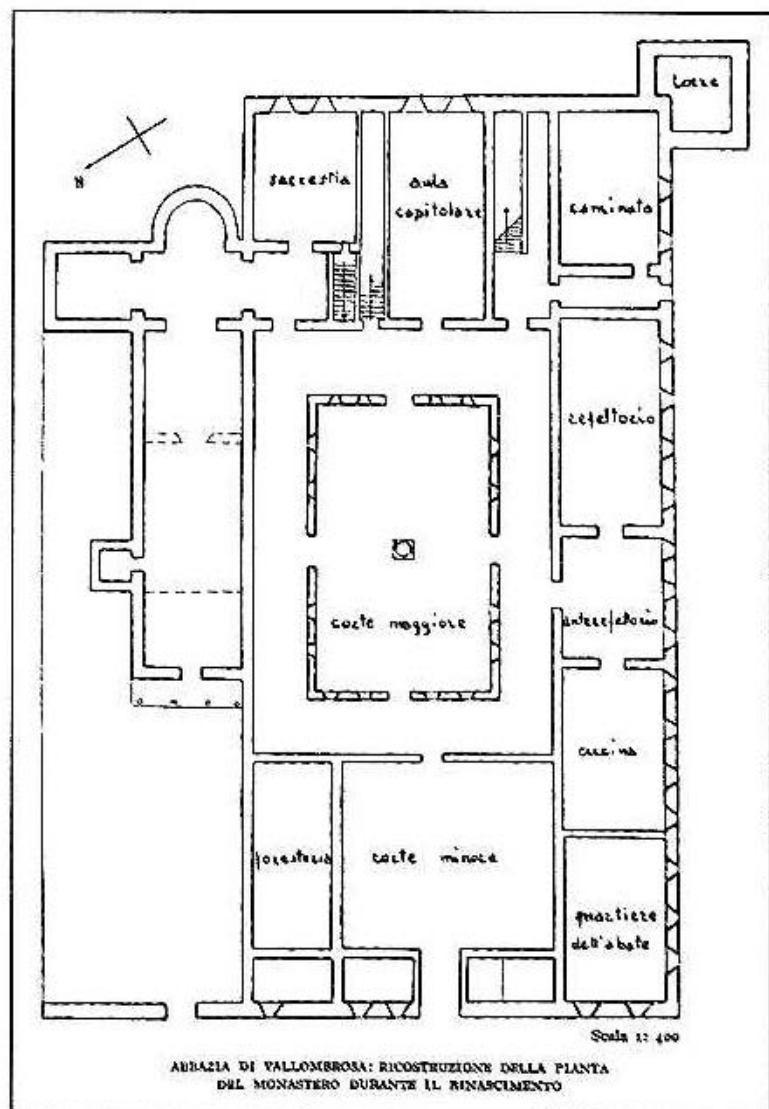 torre
N
sacrestia
aula
capitolare
caminata
refettorio
corte maggiore
anterefettorio
cucina
foresteria
corte minore
quartiere
dell'abate
Scala 1: 400
ABBAZIA DI VALLOMBROSA: RICOSTRUZIONE DELLA PIANTA
DEL MONASTERO DURANTE IL RINASCIMENTO